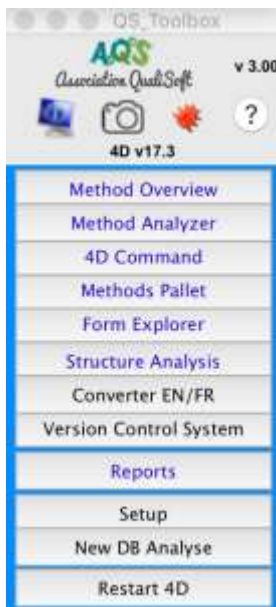 QS_Toolbox
AQS
Association QualiSoft
v 3.00
?
4D v17.3
Method Overview
Method Analyzer
4D Command
Methods Pallet
Form Explorer
Structure Analysis
Converter EN/FR
Version Control System
Reports
Setup
New DB Analyse
Restart 4D